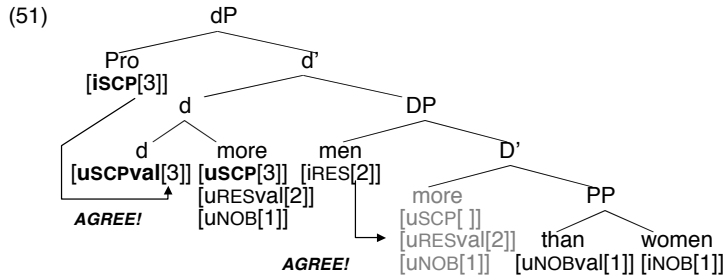 (51) dP
Pro d'
[iSCP[3]]
d DP
d more men D'
[uSCPval[3]] [uSCP[3]] [iRES[2]]
[uRESval[2]] more PP
AGREE! [uNOB[1]] [uSCP[ ]]
[uRESval[2]] than women
AGREE! [uNOB[1]] [uNOBval[1]] [iNOB[1]]